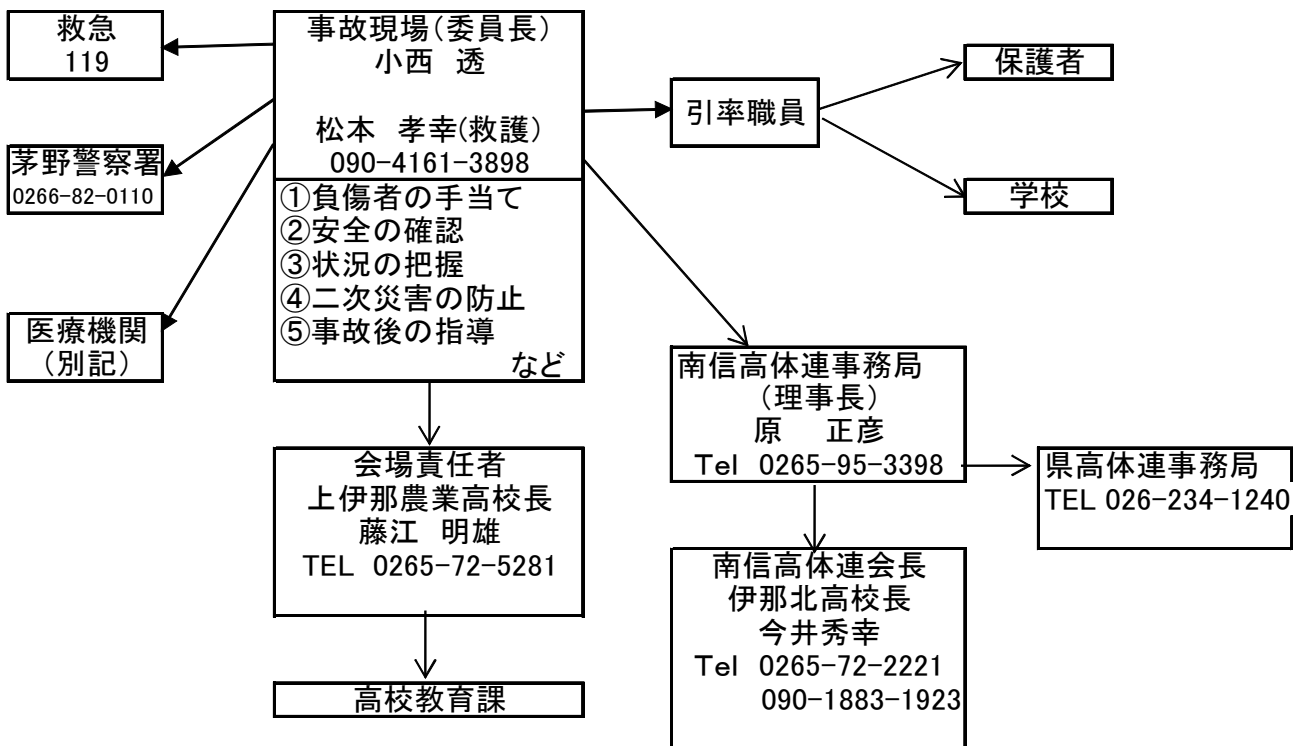 救急
119
茅野警察署
0266-82-0110
医療機関
(別記)
事故現場(委員長)
小西 透
松本 孝幸(救護)
090-4161-3898
①負傷者の手当て
②安全の確認
③状況の把握
④二次災害の防止
⑤事故後の指導
など
会場責任者
上伊那農業高校長
藤江 明雄
TEL 0265-72-5281
高校教育課
引率職員
保護者
学校
南信高体連事務局
(理事長)
原 正彦
Tel 0265-95-3398
南信高体連会長
伊那北高校長
今井秀幸
Tel 0265-72-2221
090-1883-1923
県高体連事務局
TEL 026-234-1240